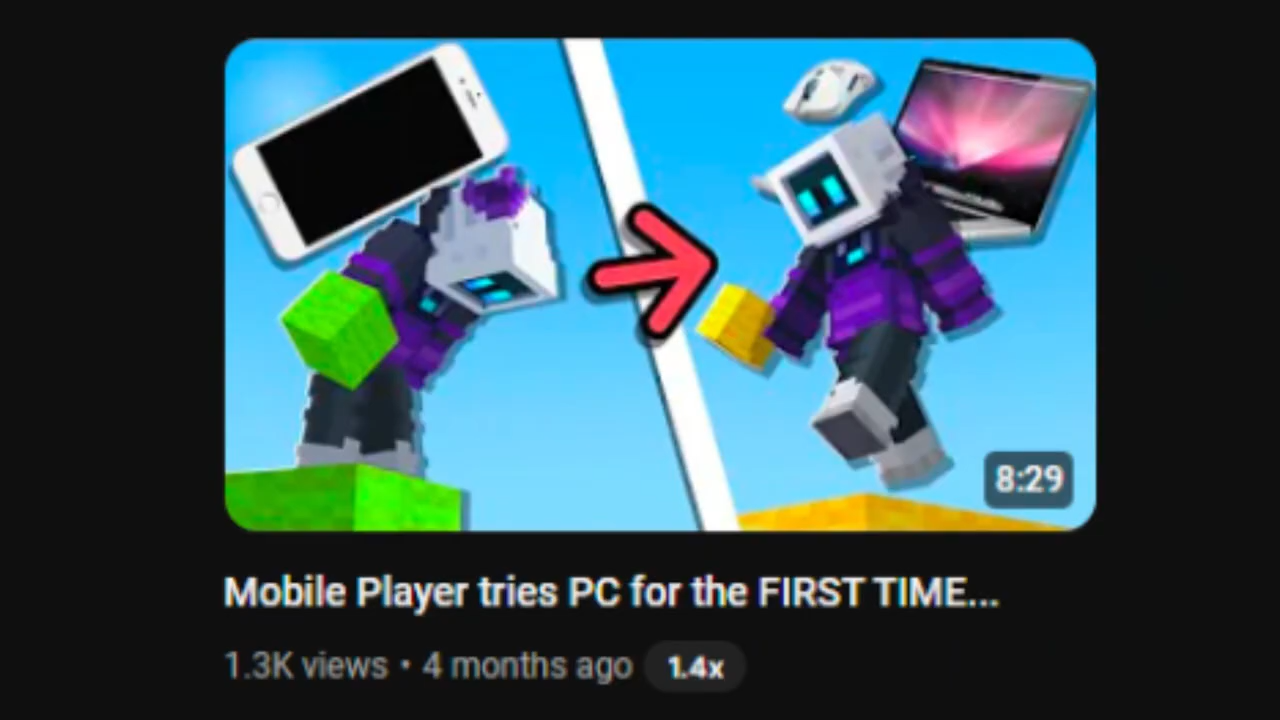 8:29
Mobile Player tries PC for the FIRST TIME...
1.3K views • 4 months ago 1.4x